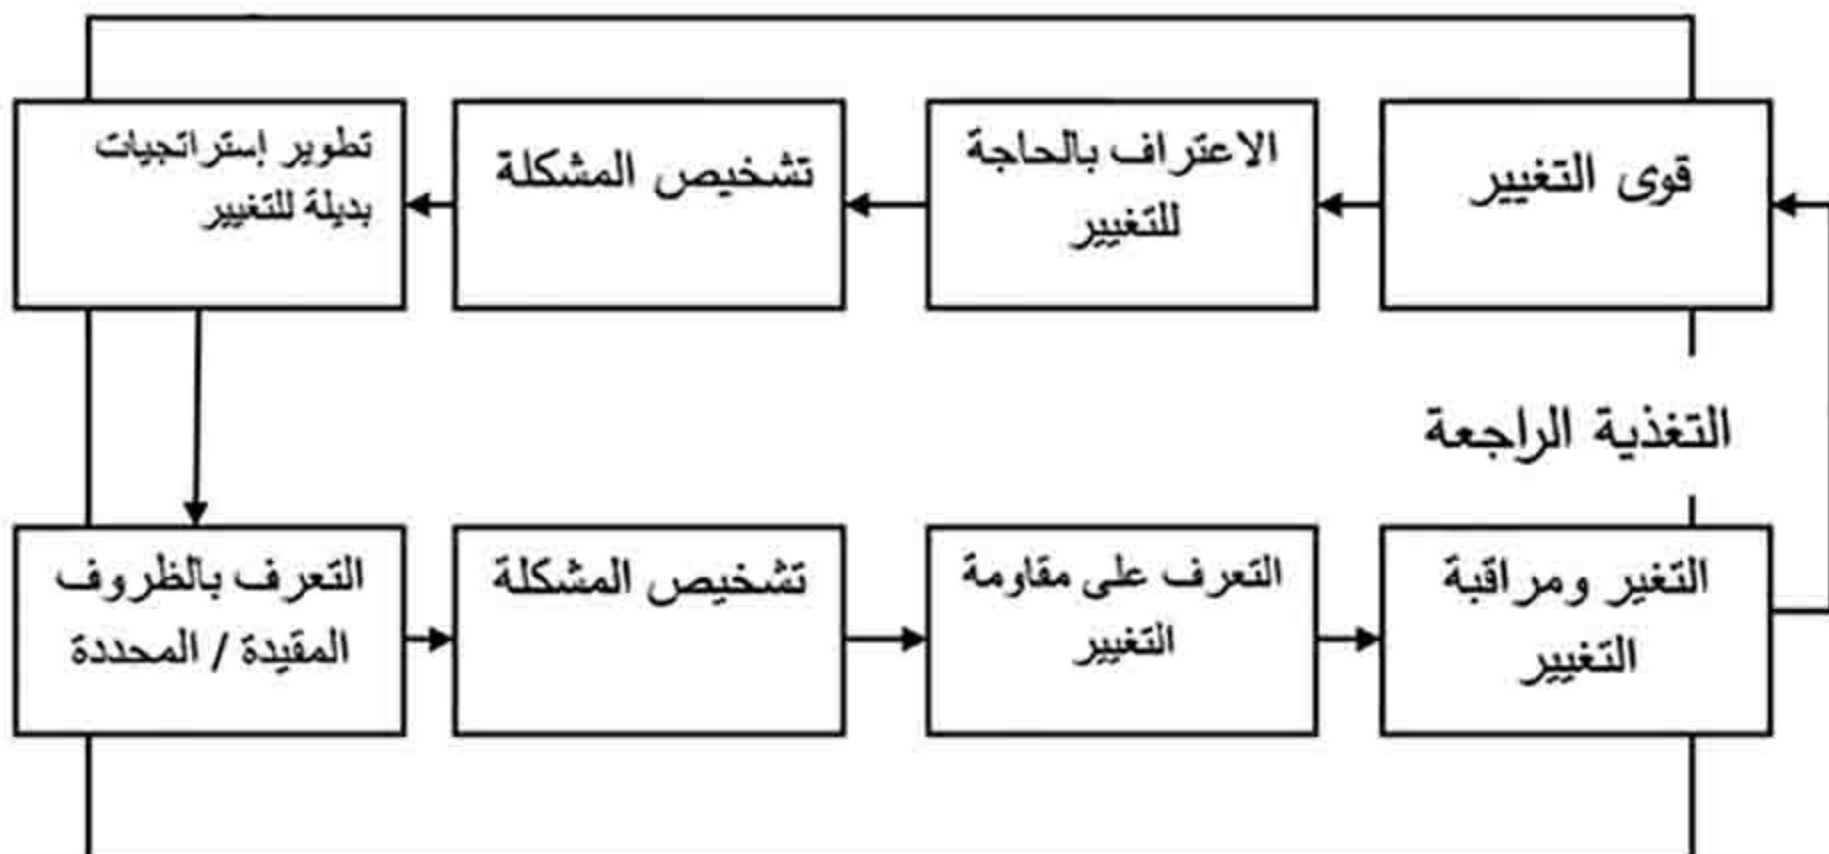 قوى التغيير
الاعتراف بالحاجة
للتغيير
تشخيص المشكلة
تطوير إستراتجيات
بديلة للتغيير
التغذية الراجعة
التعرف بالظروف
المقيدة / المحددة
تشخيص المشكلة
التعرف على مقاومة
التغيير
التغير ومراقبة
التغيير